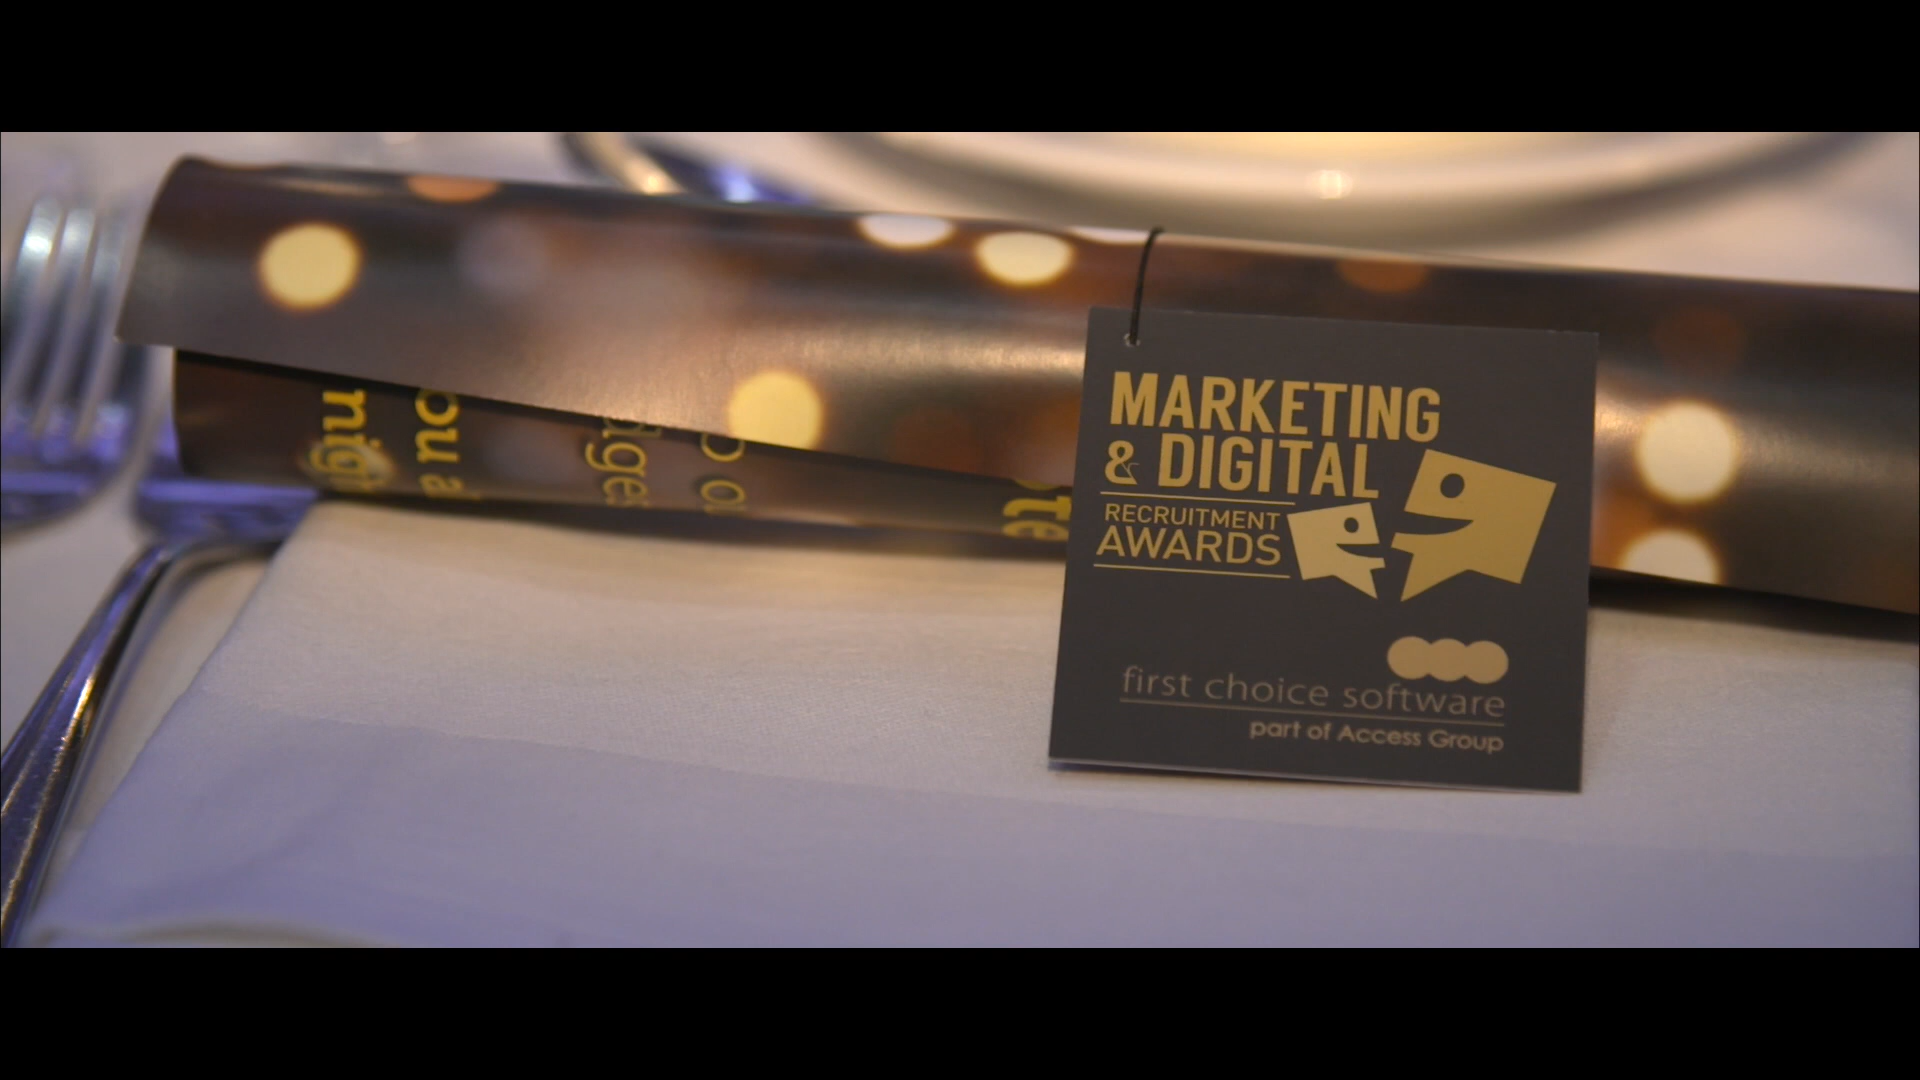 MARKETING
& DIGITAL
RECRUITMENT
AWARDS
first choice software
part of Access Group